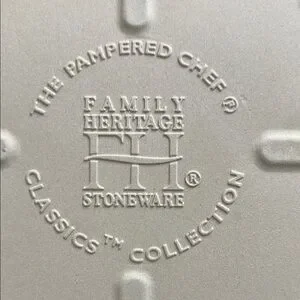 THE PAMPERED CHEF®
FAMILY
HERITAGE
FH®
STONEWARE
CLASSICS™ COLLECTION